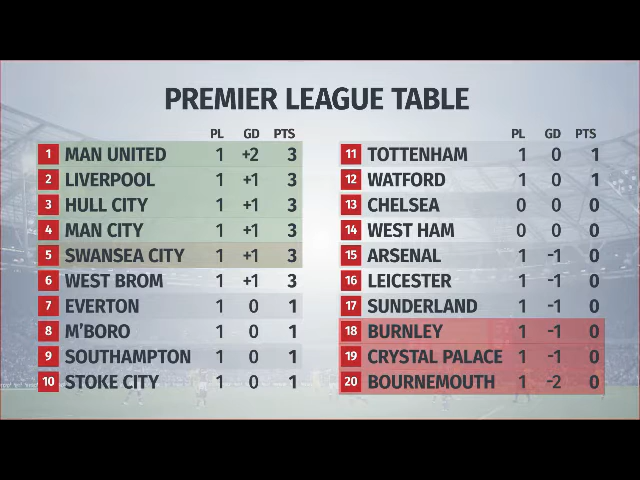 PREMIER LEAGUE TABLE
PL GD PTS
1 MAN UNITED 1 +2 3
2 LIVERPOOL 1 +1 3
3 HULL CITY 1 +1 3
4 MAN CITY 1 +1 3
5 SWANSEA CITY 1 +1 3
6 WEST BROM 1 +1 3
7 EVERTON 1 0 1
8 M'BORO 1 0 1
9 SOUTHAMPTON 1 0 1
10 STOKE CITY 1 0 1
PL GD PTS
11 TOTTENHAM 1 0 1
12 WATFORD 1 0 1
13 CHELSEA 0 0 0
14 WEST HAM 0 0 0
15 ARSENAL 1 -1 0
16 LEICESTER 1 -1 0
17 SUNDERLAND 1 -1 0
18 BURNLEY 1 -1 0
19 CRYSTAL PALACE 1 -1 0
20 BOURNEMOUTH 1 -2 0